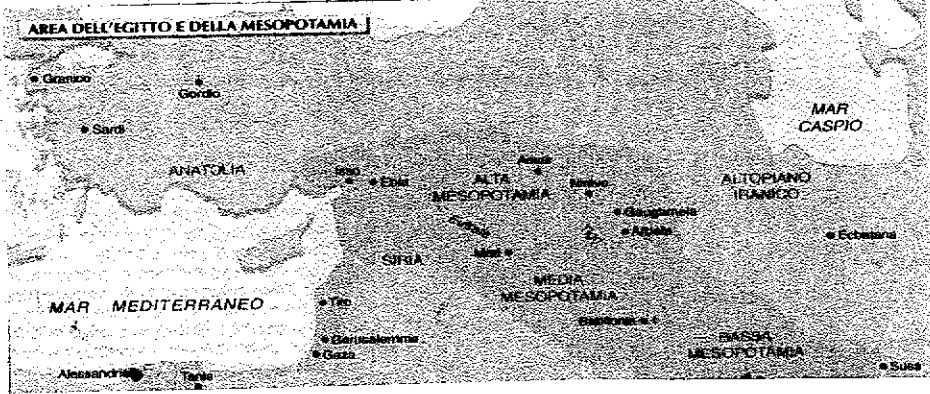 AREA DELL'EGITTO E DELLA MESOPOTAMIA
Granico
Gordio
Sardi
MAR
CASPIO
ANATOLIA
Isso
Ebla
Assur
ALTA
MESOPOTAMIA
Ninive
ALTOPIANO
IRANICO
Gaugamela
Arbela
Ecbatana
Eufrate
Mari
SIRIA
MEDIA
MESOPOTAMIA
MAR MEDITERRANEO
Tiro
Babilonia
Gerusalemme
Gaza
BASSA
MESOPOTAMIA
Alessandria
Tanis
Susa